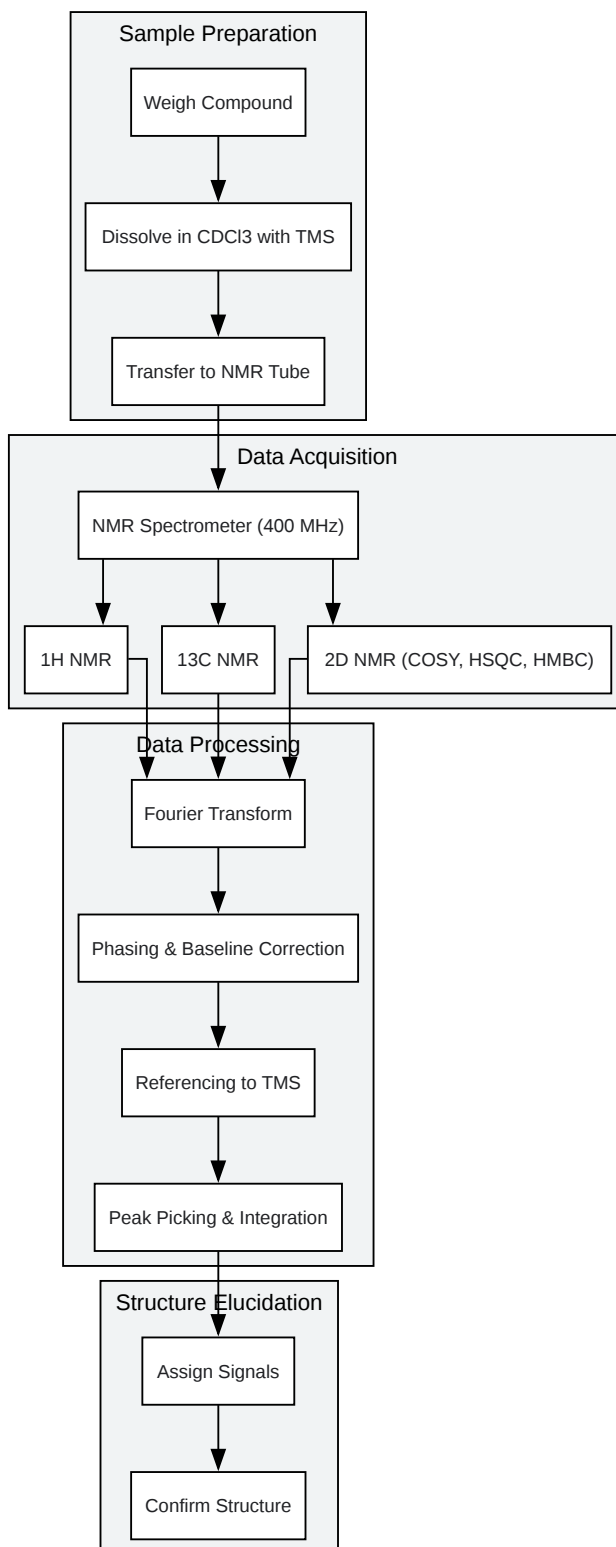 Sample Preparation
Weigh Compound
Dissolve in CDCl3 with TMS
Transfer to NMR Tube
Data Acquisition
NMR Spectrometer (400 MHz)
1H NMR
13C NMR
2D NMR (COSY, HSQC, HMBC)
Data Processing
Fourier Transform
Phasing & Baseline Correction
Referencing to TMS
Peak Picking & Integration
Structure Elucidation
Assign Signals
Confirm Structure